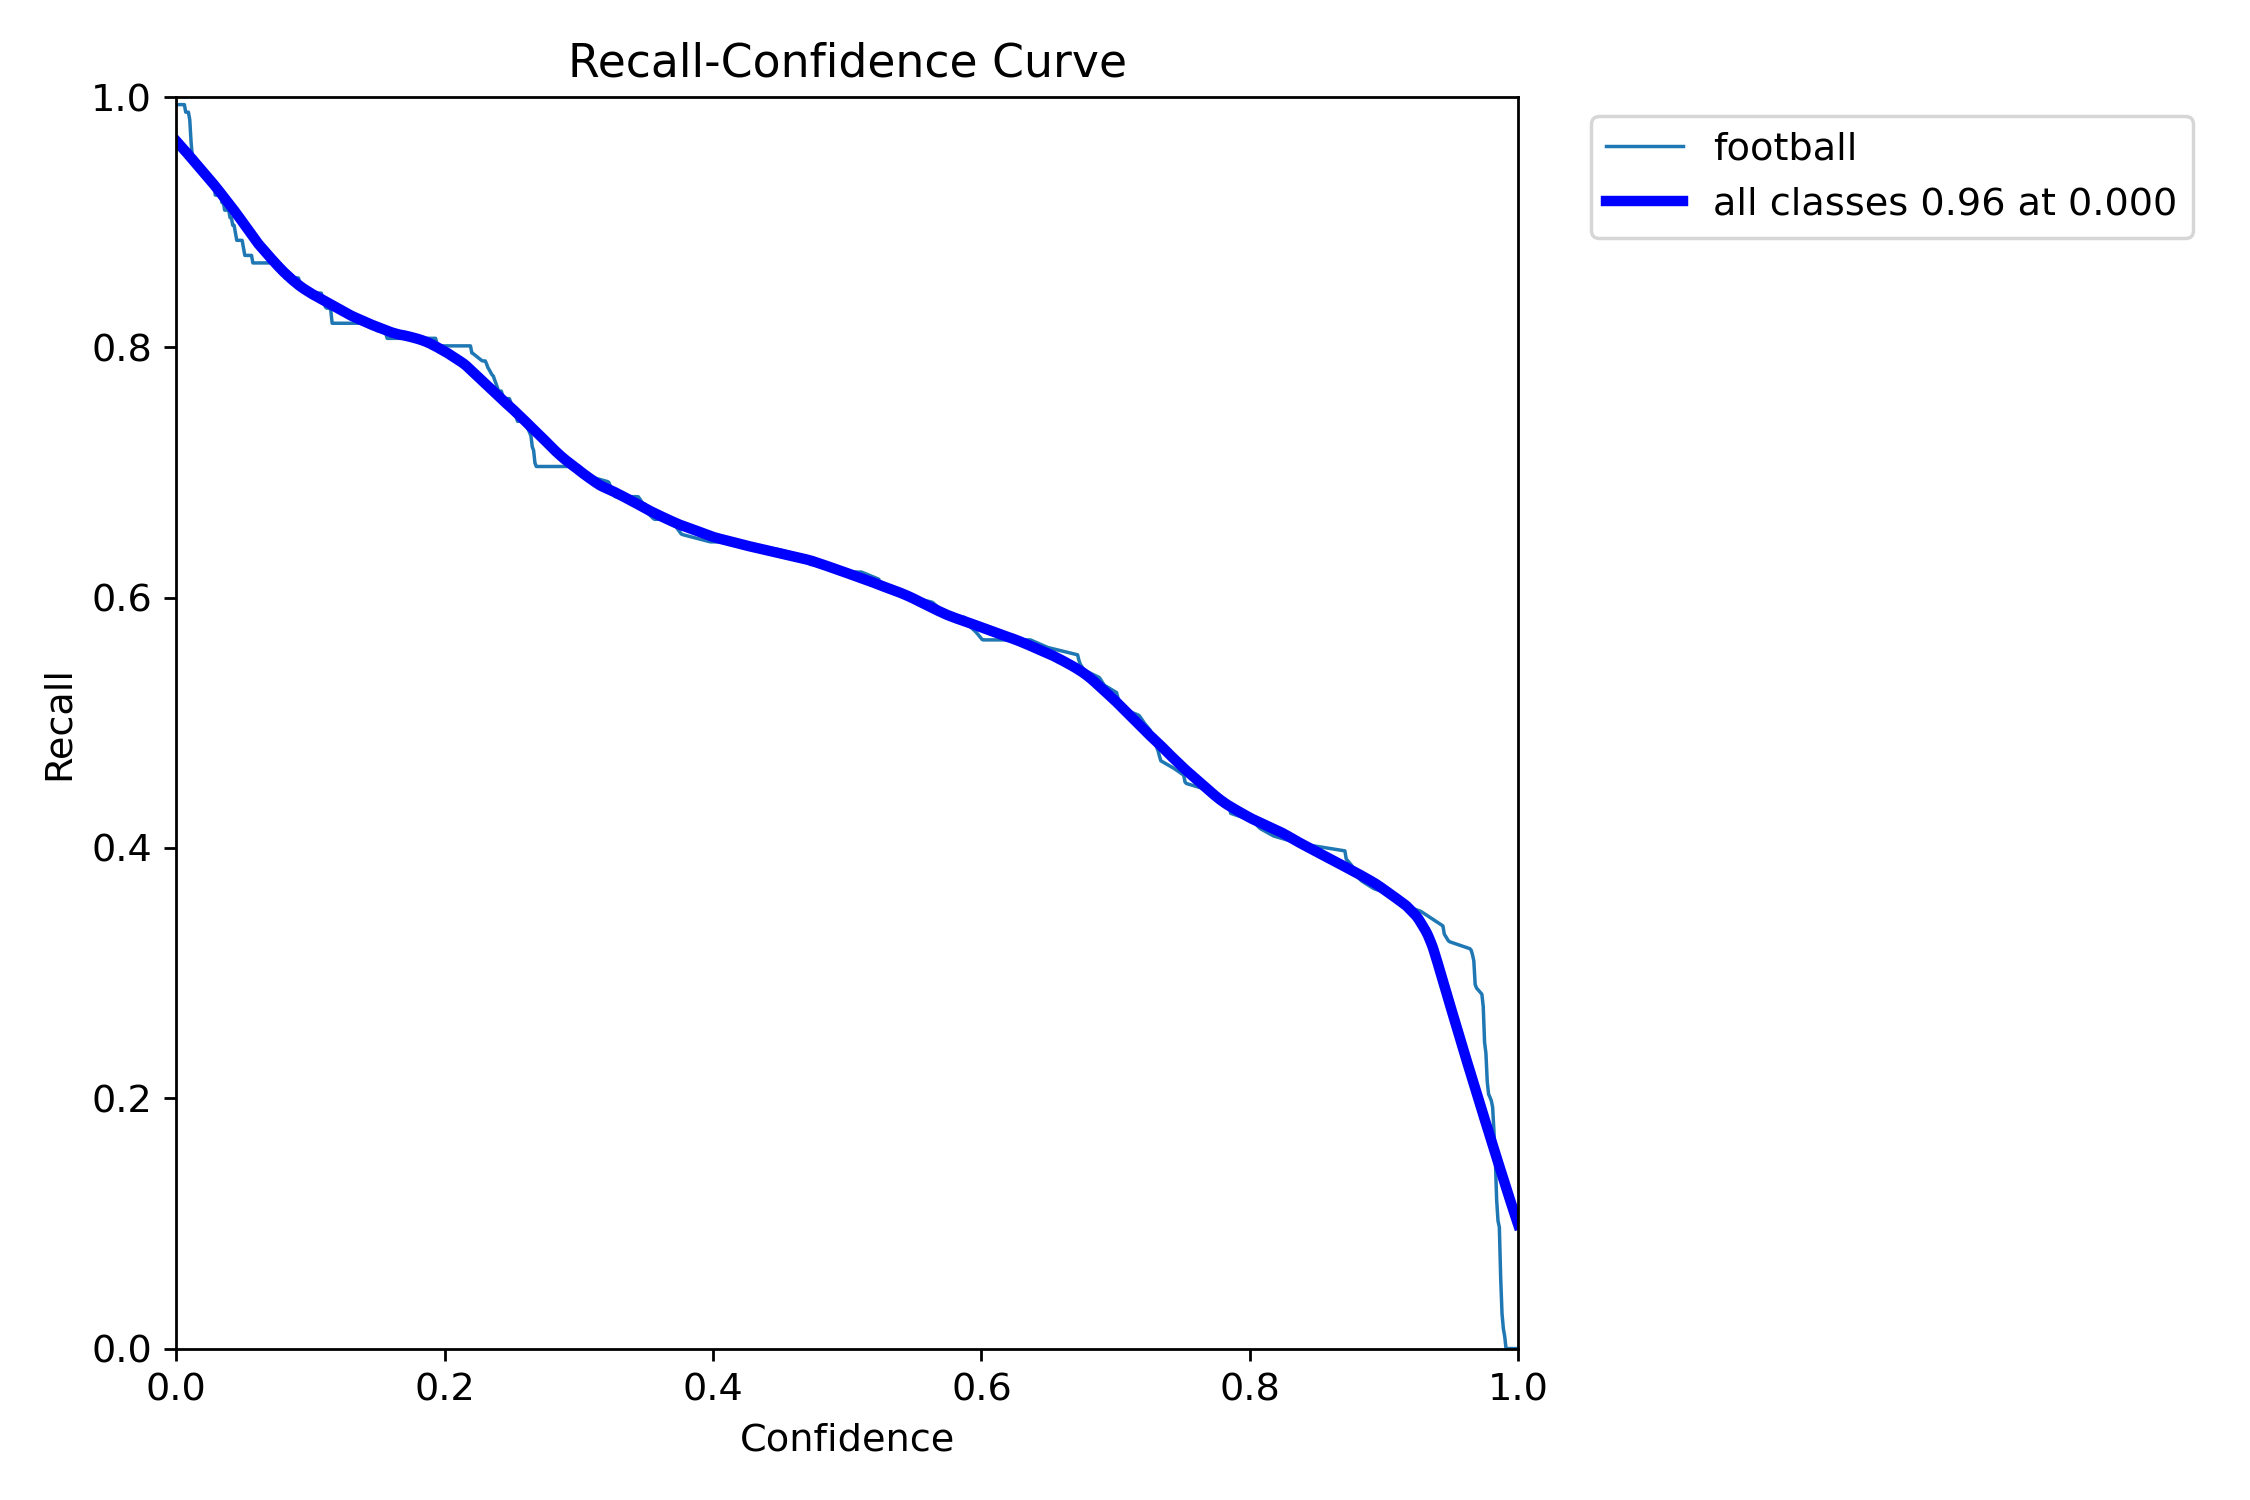 Recall-Confidence Curve
football
all classes 0.96 at 0.000
1.0
0.8
0.6
0.4
0.2
0.0
Recall
0.0 0.2 0.4 0.6 0.8 1.0
Confidence